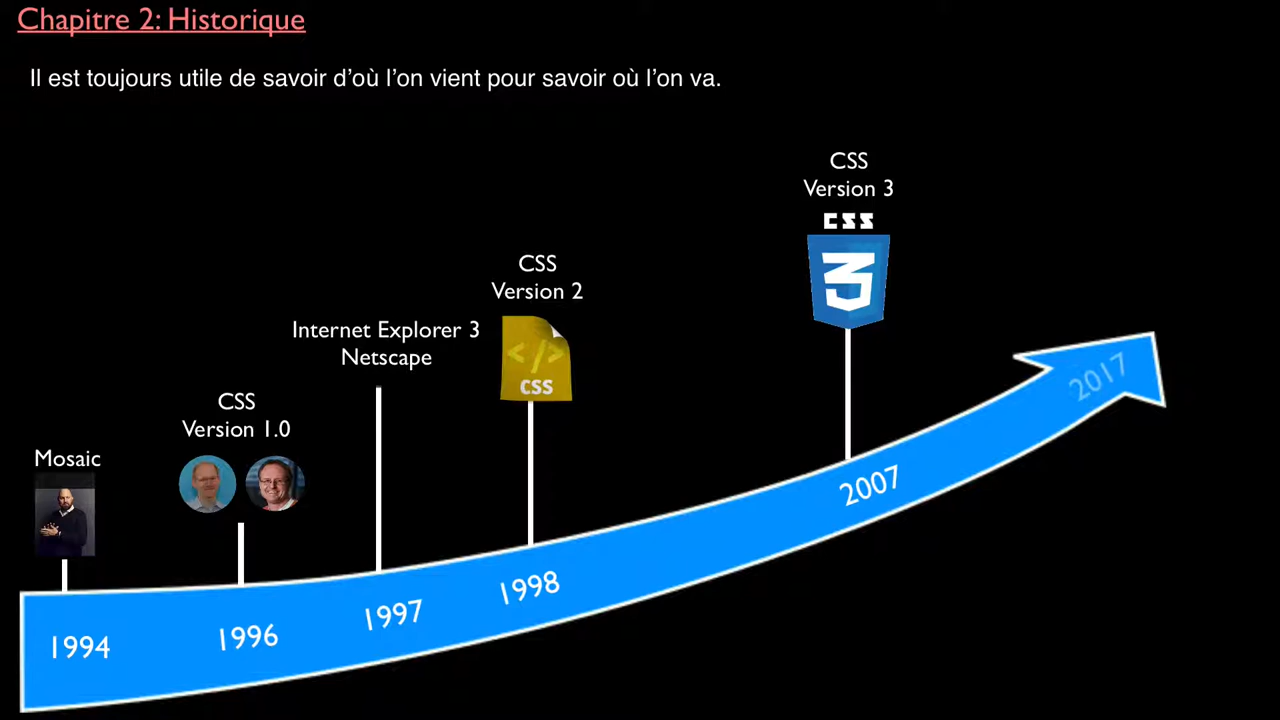 Chapitre 2: Historique
Il est toujours utile de savoir d’où l’on vient pour savoir où l’on va.
CSS
Version 3
CSS
3
CSS
Version 2
</>
CSS
Internet Explorer 3
Netscape
CSS
Version 1.0
Mosaic
1994
1996
1997
1998
2007
2017